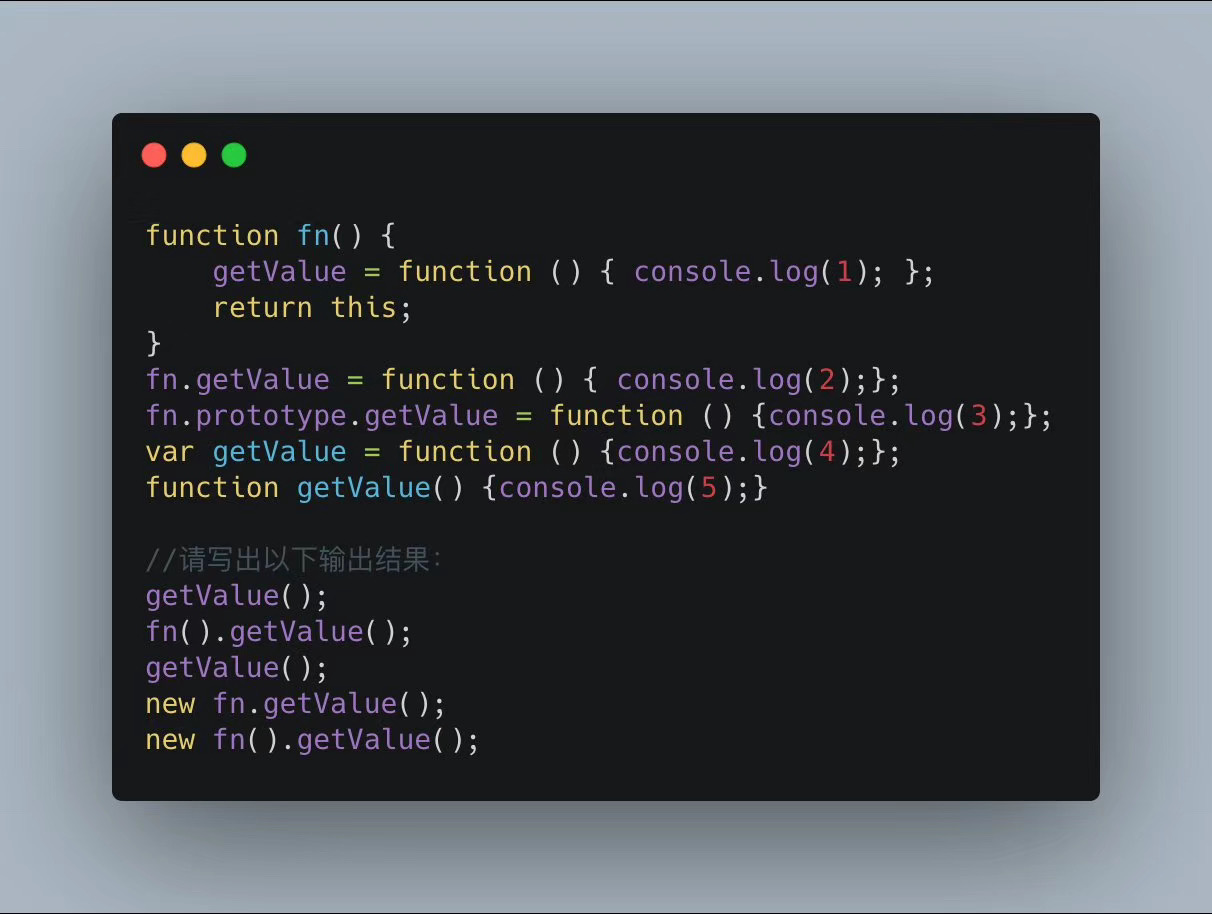 function fn() {
    getValue = function () { console.log(1); };
    return this;
}
fn.getValue = function () { console.log(2);};
fn.prototype.getValue = function () {console.log(3);};
var getValue = function () {console.log(4);};
function getValue() {console.log(5);}
//请写出以下输出结果:
getValue();
fn().getValue();
getValue();
new fn.getValue();
new fn().getValue();